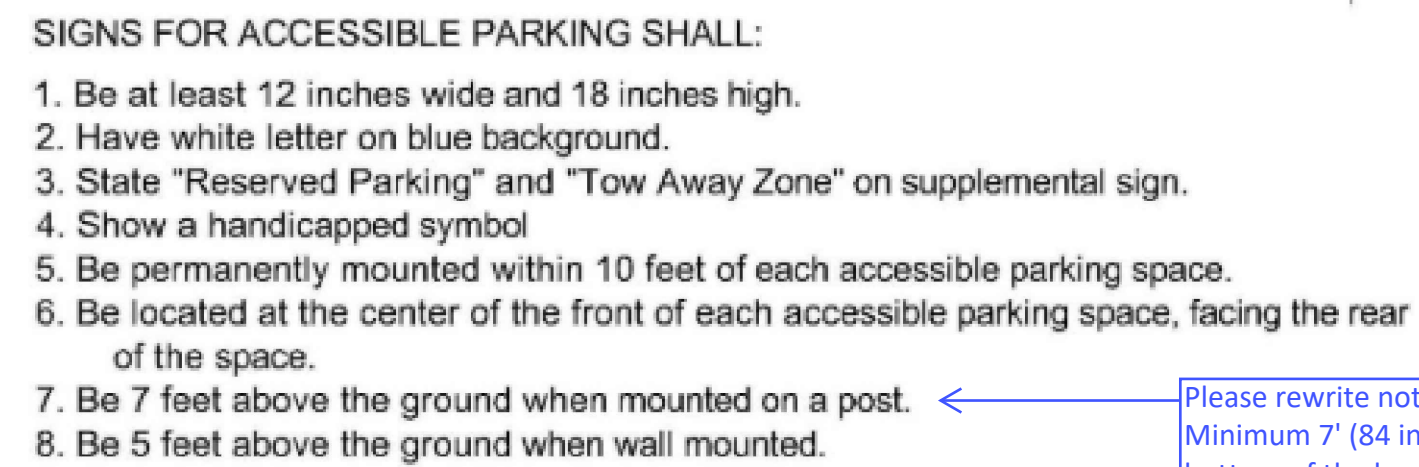 SIGNS FOR ACCESSIBLE PARKING SHALL:
1. Be at least 12 inches wide and 18 inches high.
2. Have white letter on blue background.
3. State "Reserved Parking" and "Tow Away Zone" on supplemental sign.
4. Show a handicapped symbol
5. Be permanently mounted within 10 feet of each accessible parking space.
6. Be located at the center of the front of each accessible parking space, facing the rear
of the space.
7. Be 7 feet above the ground when mounted on a post.
Please rewrite
Minimum 7' (84
8. Be 5 feet above the ground when wall mounted.